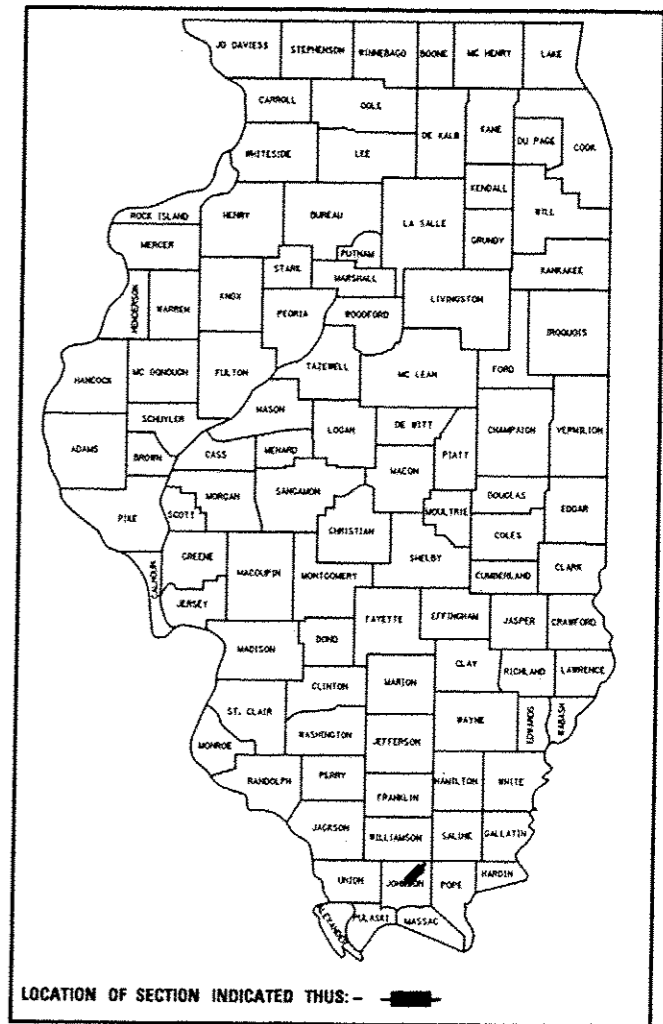 JO DAVIESS STEPHENSON WINNEBAGO BOONE MC HENRY LAKE
CARROLL OGLE DE KALB KANE DU PAGE COOK
WHITESIDE LEE
KENDALL WILL
ROCK ISLAND HENRY BUREAU LA SALLE
MERCER PUTNAM GRUNDY
STARK MARSHALL KANKAKEE
HENDERSON WARREN KNOX PEORIA WOODFORD LIVINGSTON
IROQUOIS
HANCOCK MC DONOUGH FULTON TAZEWELL MC LEAN FORD
SCHUYLER MASON LOGAN DE WITT CHAMPAIGN VERMILION
ADAMS BROWN CASS MENARD MACON PIATT
PIKE SCOTT MORGAN SANGAMON CHRISTIAN MOULTRIE DOUGLAS EDGAR
COLES
CALHOUN GREENE MACOUPIN MONTGOMERY SHELBY CUMBERLAND CLARK
JERSEY FAYETTE EFFINGHAM JASPER CRAWFORD
MADISON BOND
CLAY RICHLAND LAWRENCE
CLINTON MARION
ST. CLAIR WAYNE EDWARDS WABASH
MONROE WASHINGTON JEFFERSON
RANDOLPH PERRY HAMILTON WHITE
FRANKLIN
JACKSON WILLIAMSON SALINE GALLATIN
UNION JOHNSON POPE HARDIN
ALEXANDER PULASKI MASSAC
LOCATION OF SECTION INDICATED THUS: -